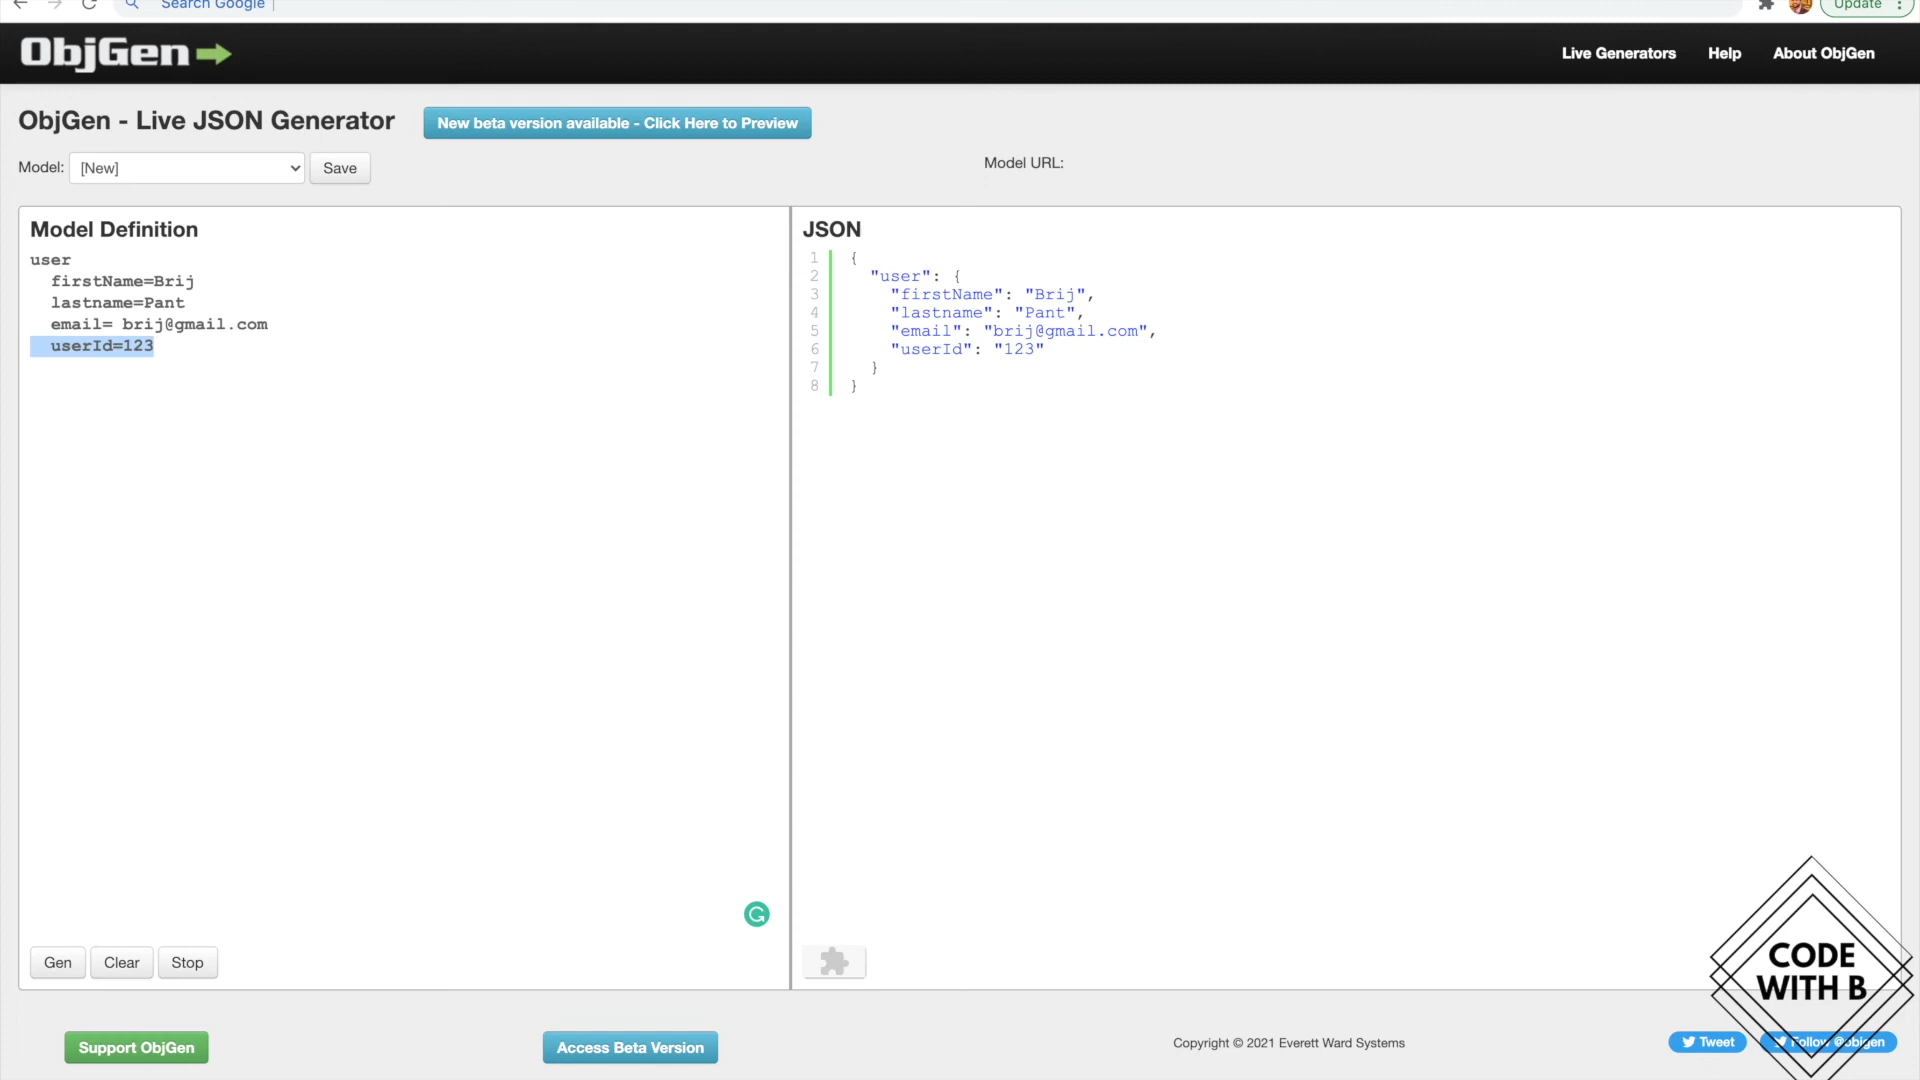 Search Google
Update
ObjGen
Live Generators Help About ObjGen
ObjGen - Live JSON Generator
New beta version available - Click Here to Preview
Model: [New] Save
Model URL:
Model Definition
user
firstName=Brij
lastname=Pant
email= brij@gmail.com
userId=123
Gen Clear Stop
JSON
1 {
2 "user": {
3 "firstName": "Brij",
4 "lastname": "Pant",
5 "email": "brij@gmail.com",
6 "userId": "123"
7 }
8 }
CODE
WITH B
Support ObjGen
Access Beta Version
Copyright © 2021 Everett Ward Systems
Tweet
Follow @objgen